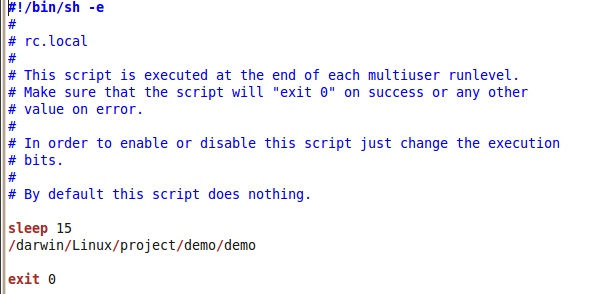 #!/bin/sh -e
#
# rc.local
#
# This script is executed at the end of each multiuser runlevel.
# Make sure that the script will "exit 0" on success or any other
# value on error.
#
# In order to enable or disable this script just change the execution
# bits.
#
# By default this script does nothing.
sleep 15
/darwin/Linux/project/demo/demo
exit 0